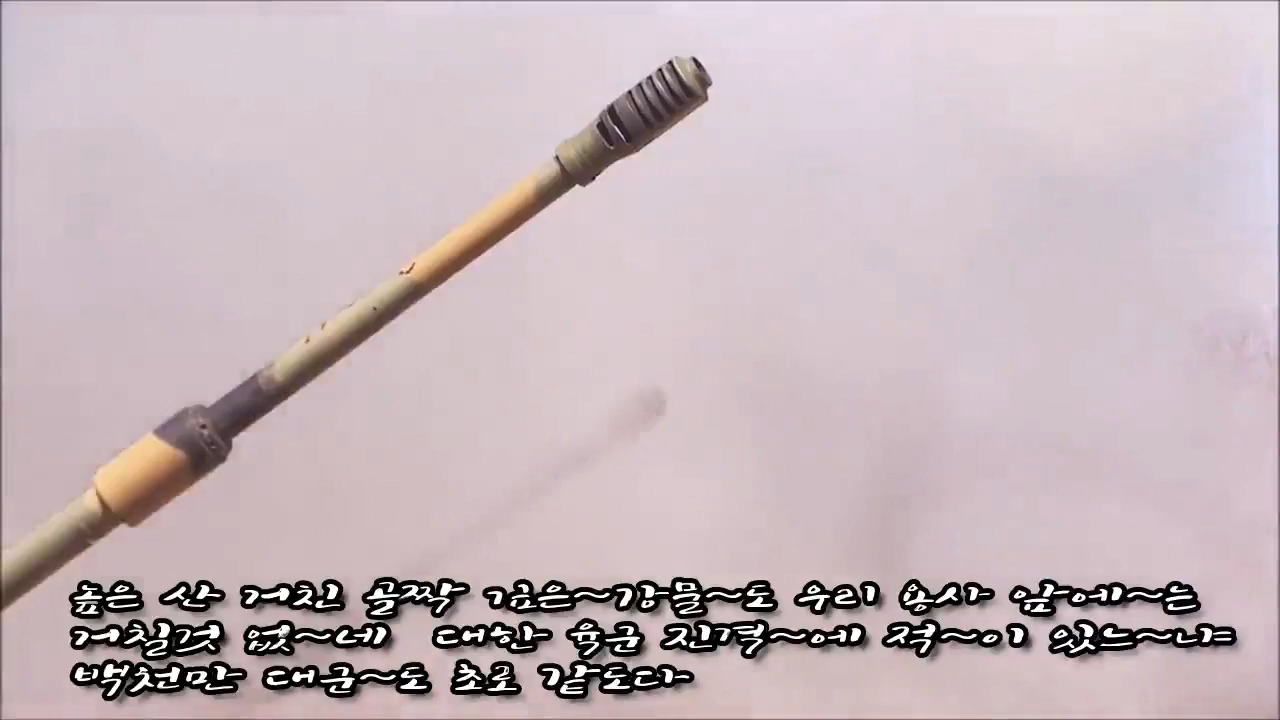 높은 산 거친 골짝 깊은~강물~도 우리 용사 앞에~는
거칠것 없~네 대한 육군 진격~에 적~이 있느~냐
백천만 대군~도 초로 같도다